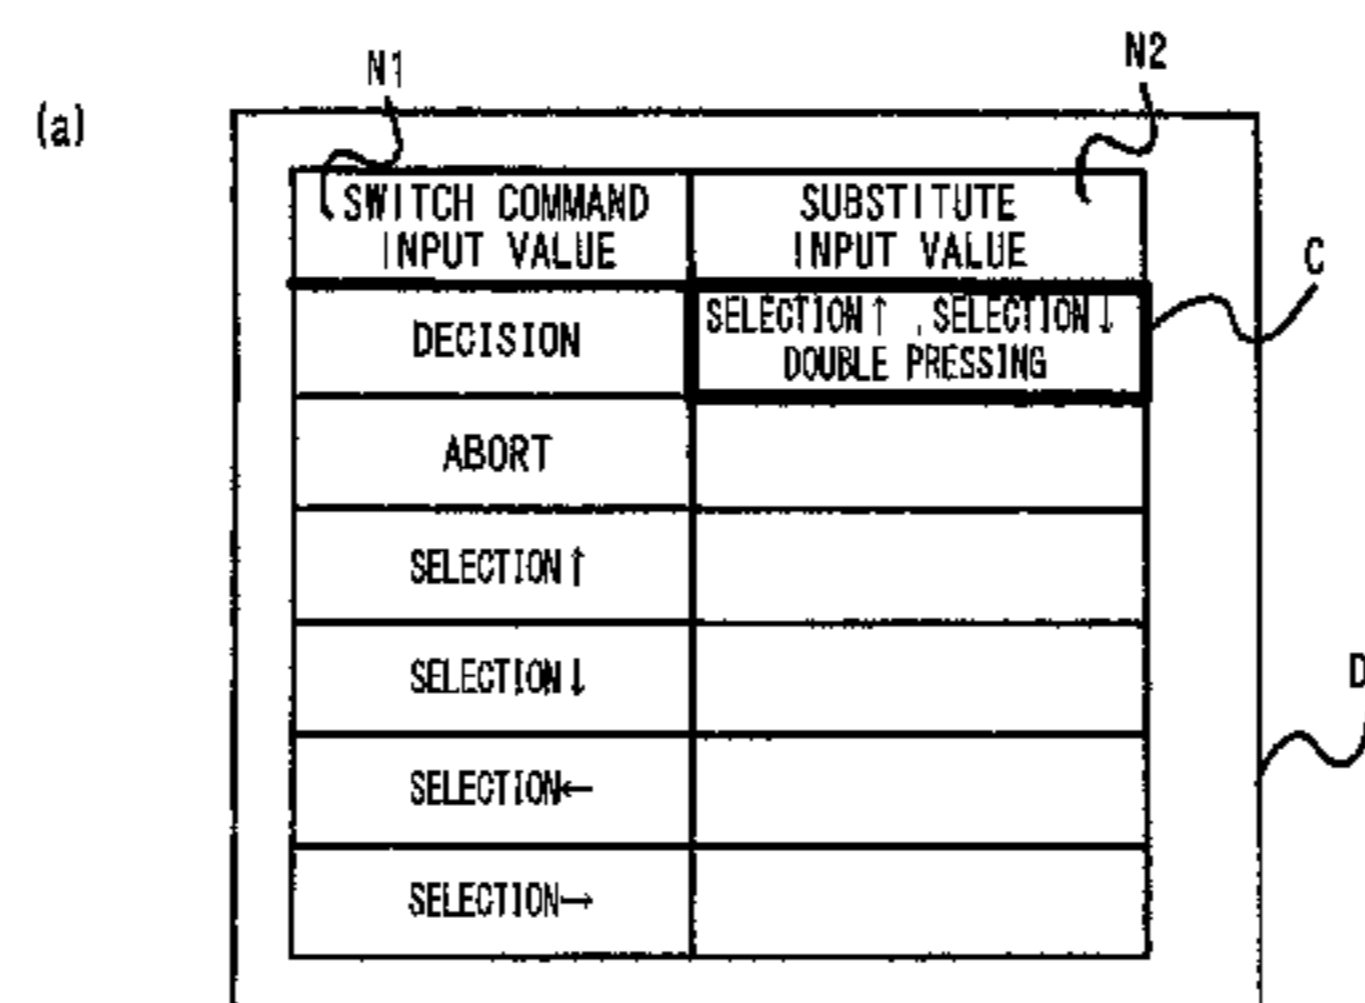 (a)
N1
N2
SWITCH COMMAND
INPUT VALUE
SUBSTITUTE
INPUT VALUE
C
DECISION
SELECTION↑ , SELECTION↓
DOUBLE PRESSING
ABORT
SELECTION↑
SELECTION↓
D
SELECTION←
SELECTION→